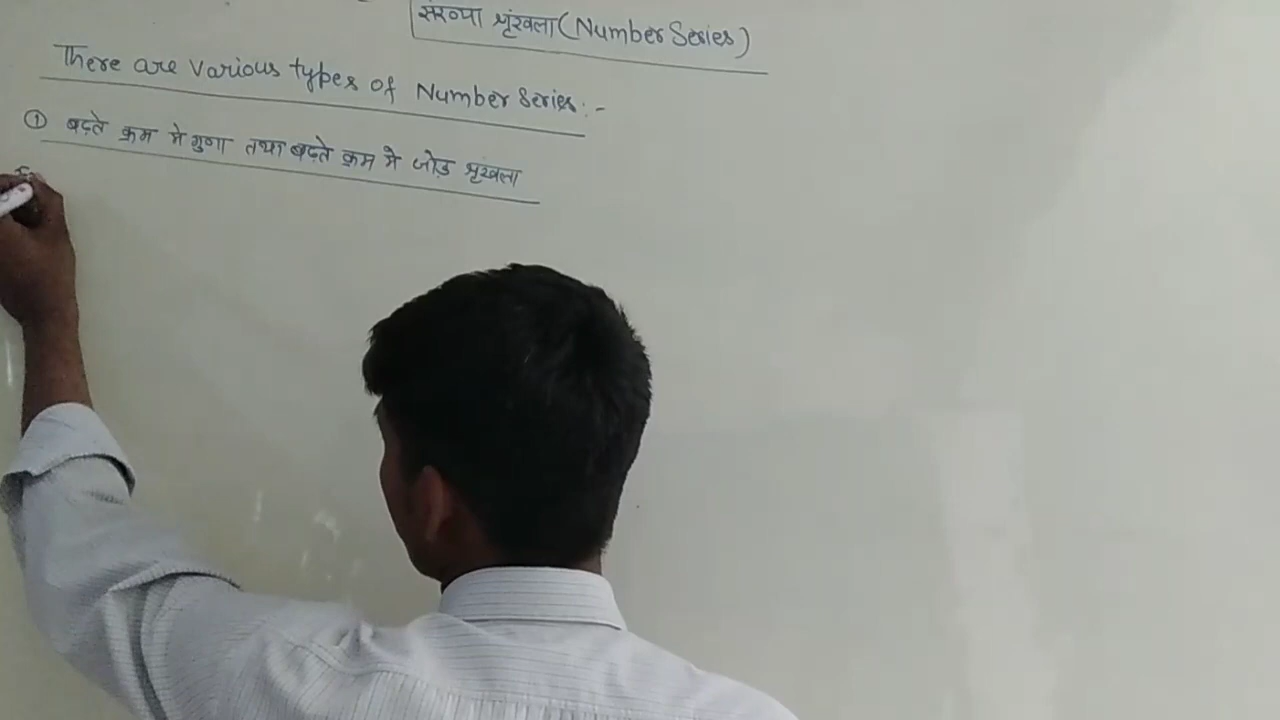 संख्या शृंखला (Number Series)
There are various types of Number Series:-
① बढ़ते क्रम मे गुणा तथा बढ़ते क्रम मे जोड़ शृंखला